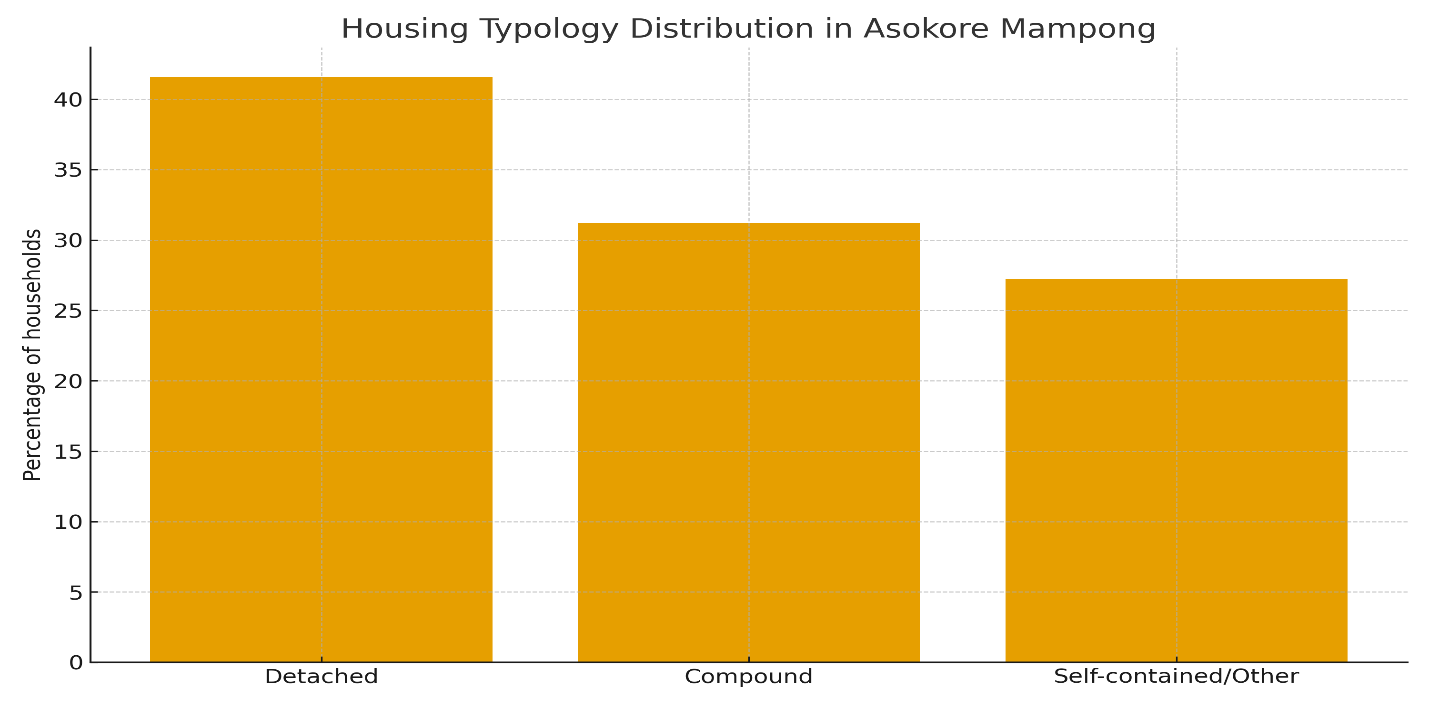 Housing Typology Distribution in Asokore Mampong
Percentage of households
40
35
30
25
20
15
10
5
0
Detached
Compound
Self-contained/Other